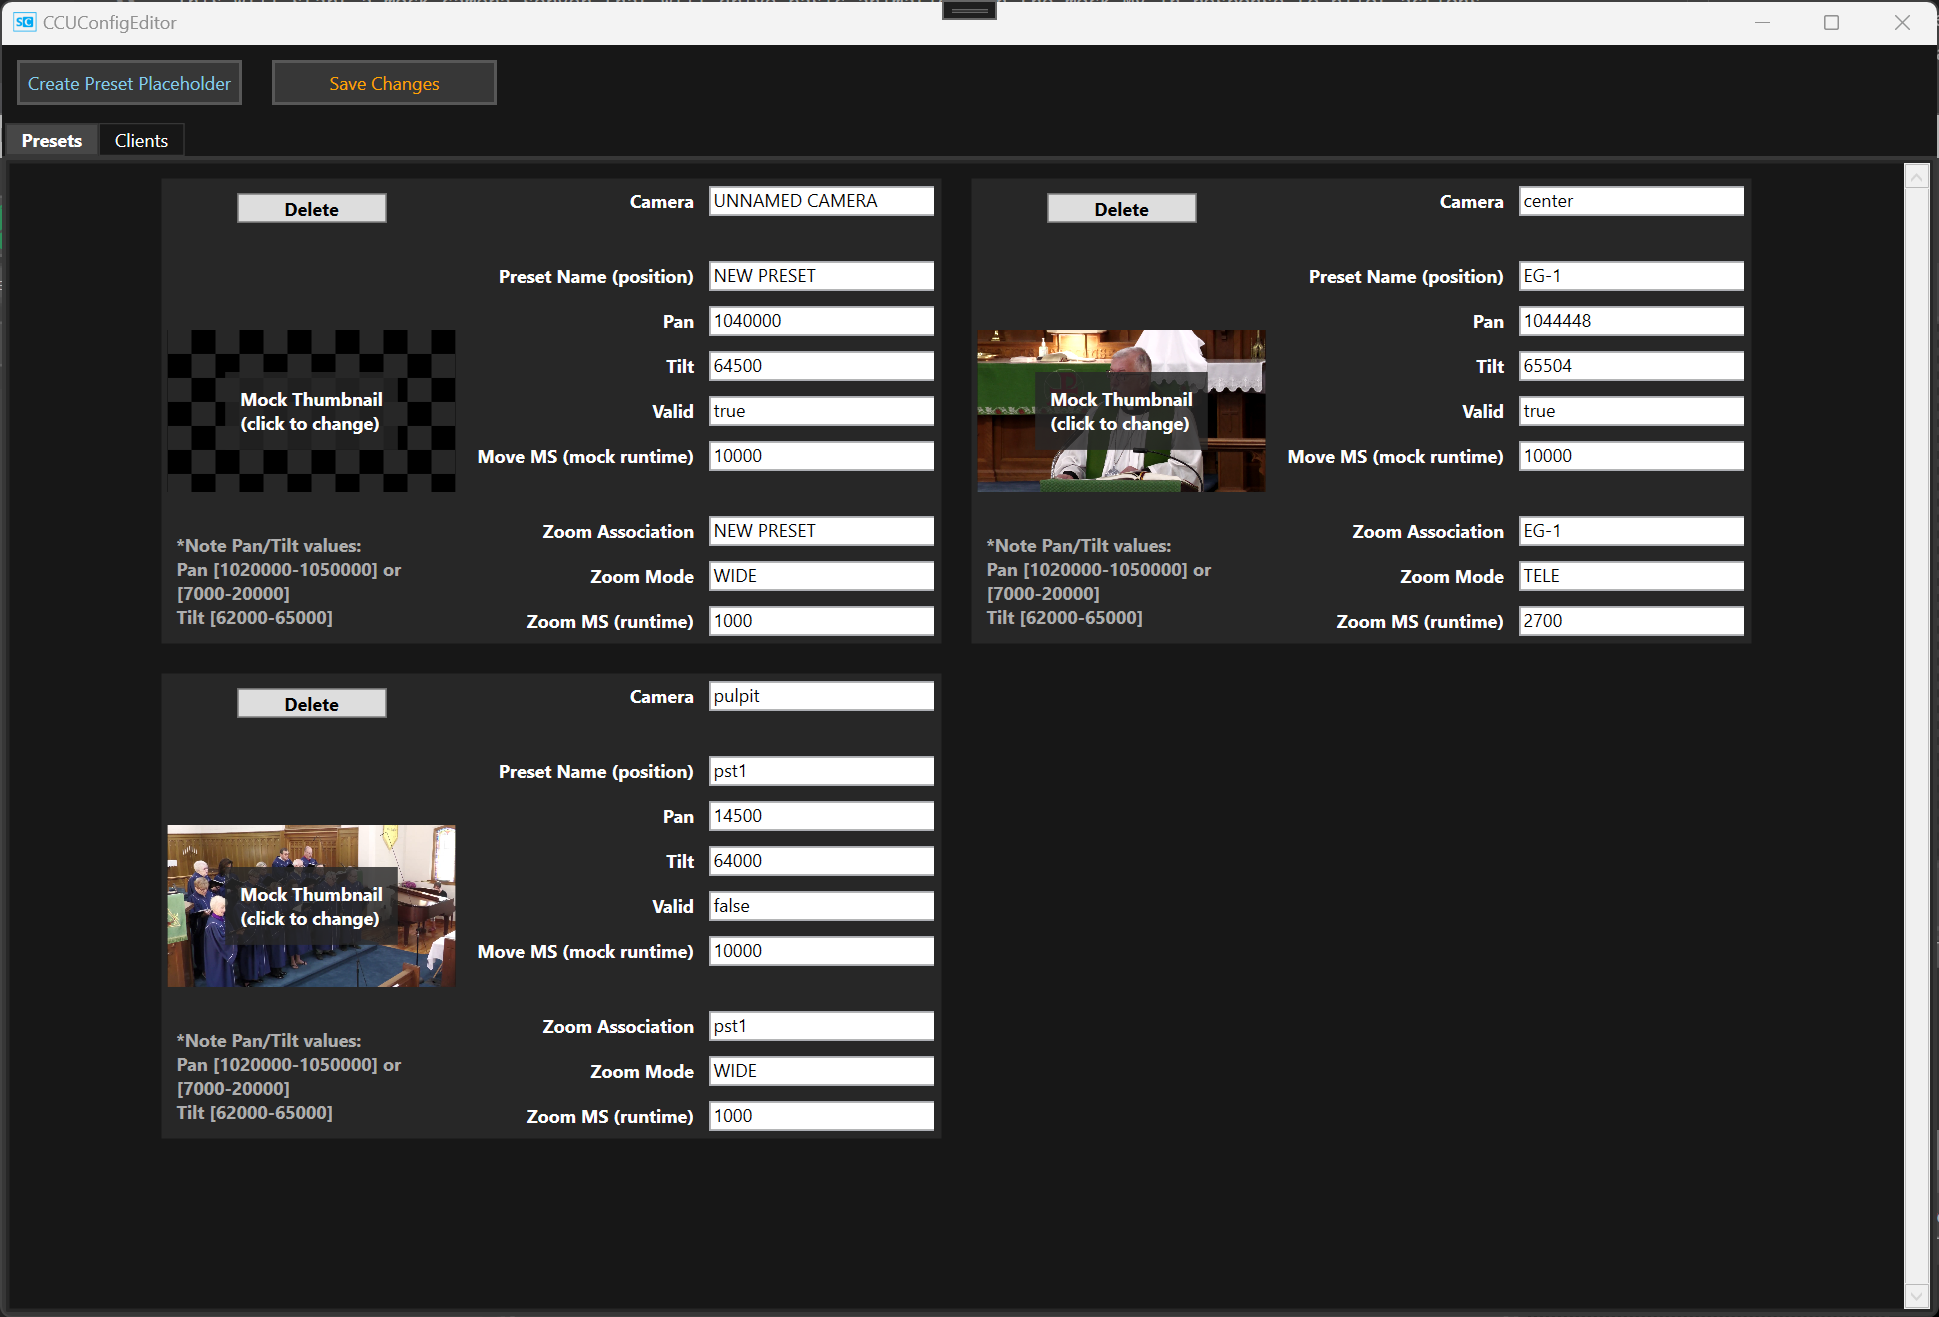 CCUConfigEditor
Create Preset Placeholder
Save Changes
Presets
Clients
Delete
Camera
UNNAMED CAMERA
Preset Name (position)
NEW PRESET
Pan
1040000
Tilt
64500
Valid
true
Move MS (mock runtime)
10000
Mock Thumbnail
(click to change)
Zoom Association
NEW PRESET
Zoom Mode
WIDE
Zoom MS (runtime)
1000
*Note Pan/Tilt values:
Pan [1020000-1050000] or
[7000-20000]
Tilt [62000-65000]
Delete
Camera
center
Preset Name (position)
EG-1
Pan
1044448
Tilt
65504
Valid
true
Move MS (mock runtime)
10000
Mock Thumbnail
(click to change)
Zoom Association
EG-1
Zoom Mode
TELE
Zoom MS (runtime)
2700
*Note Pan/Tilt values:
Pan [1020000-1050000] or
[7000-20000]
Tilt [62000-65000]
Delete
Camera
pulpit
Preset Name (position)
pst1
Pan
14500
Tilt
64000
Valid
false
Move MS (mock runtime)
10000
Mock Thumbnail
(click to change)
Zoom Association
pst1
Zoom Mode
WIDE
Zoom MS (runtime)
1000
*Note Pan/Tilt values:
Pan [1020000-1050000] or
[7000-20000]
Tilt [62000-65000]